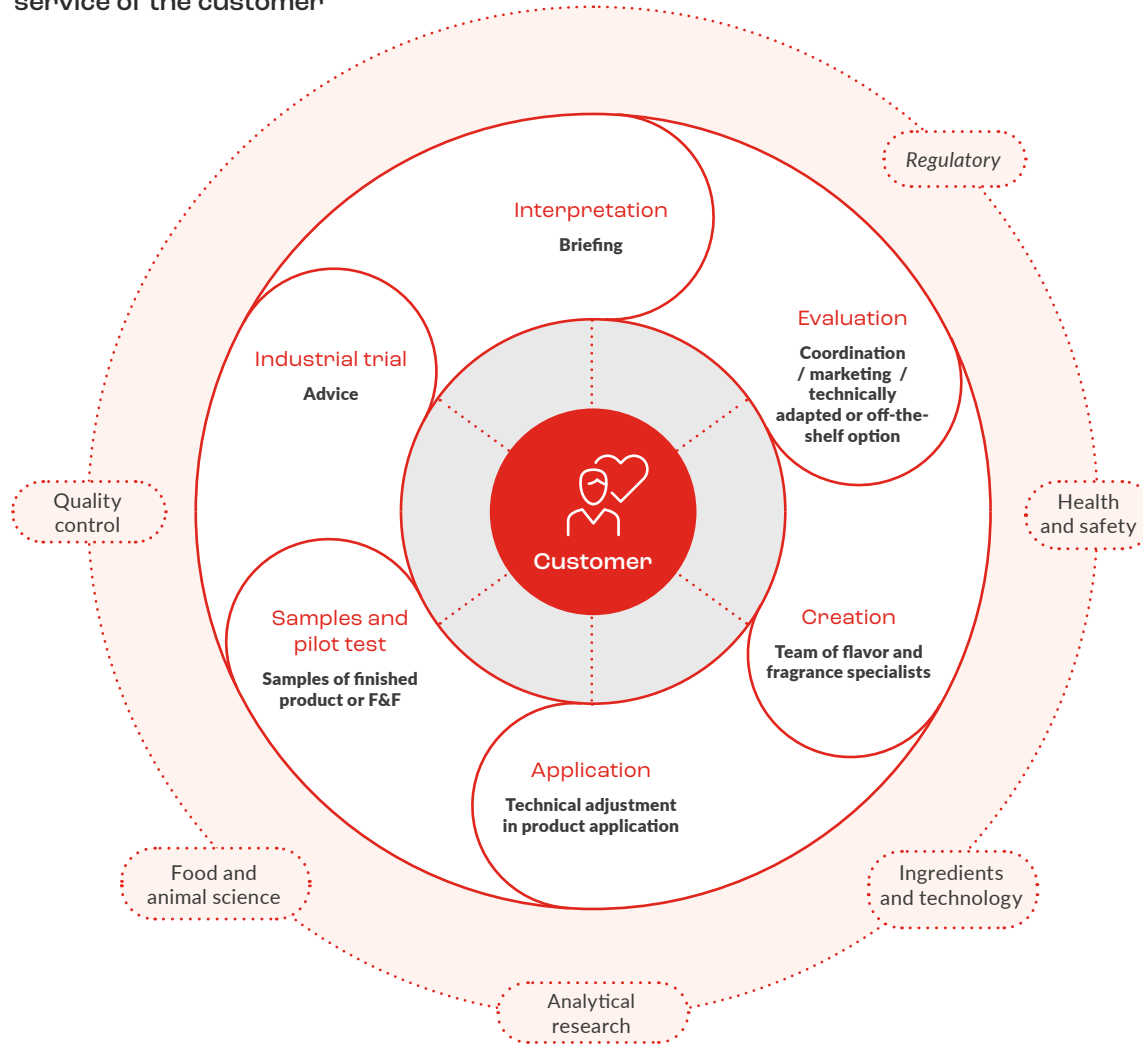 service of the customer
Regulatory
Interpretation
Briefing
Evaluation
Coordination
/ marketing /
technically
adapted or off-the-
shelf option
Industrial trial
Advice
Quality
control
Customer
Health
and safety
Samples and
pilot test
Samples of finished
product or F&F
Creation
Team of flavor and
fragrance specialists
Application
Technical adjustment
in product application
Food and
animal science
Ingredients
and technology
Analytical
research